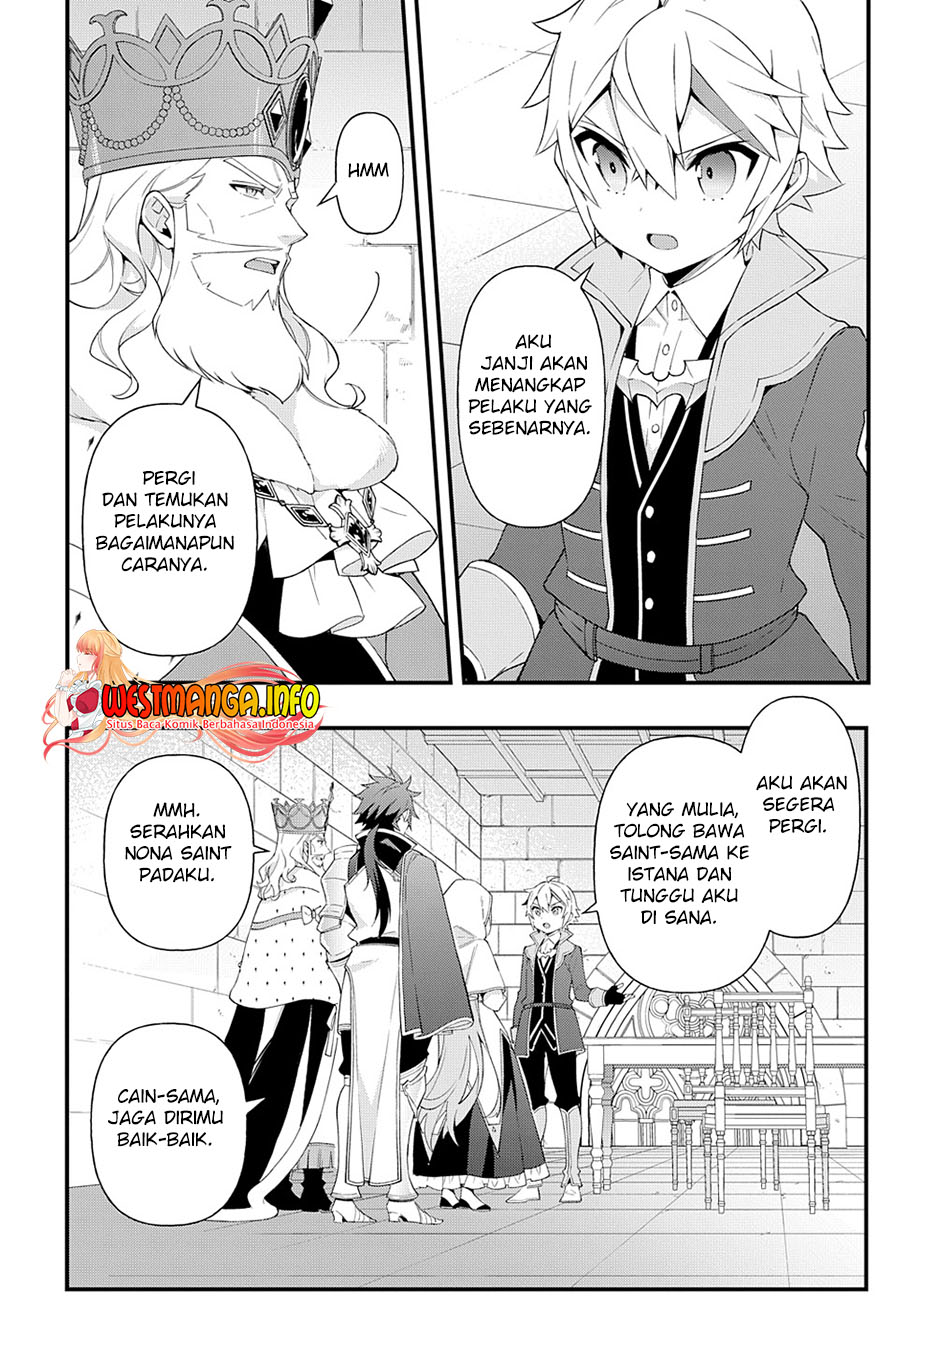 AKU
JANJI AKAN
MENANGKAP
PELAKU YANG
SEBENARNYA.
HMM
PERGI
DAN TEMUKAN
PELAKUNYA
BAGAIMANAPUN
CARANYA.
WESTMANGA.INFO
Situs Baca Komik Berbahasa Indonesia
AKU AKAN
SEGERA
PERGI.
YANG MULIA,
TOLONG BAWA
SAINT-SAMA KE
ISTANA DAN
TUNGGU AKU
DI SANA.
MMH.
SERAHKAN
NONA SAINT
PADAKU.
CAIN-SAMA,
JAGA DIRIMU
BAIK-BAIK.